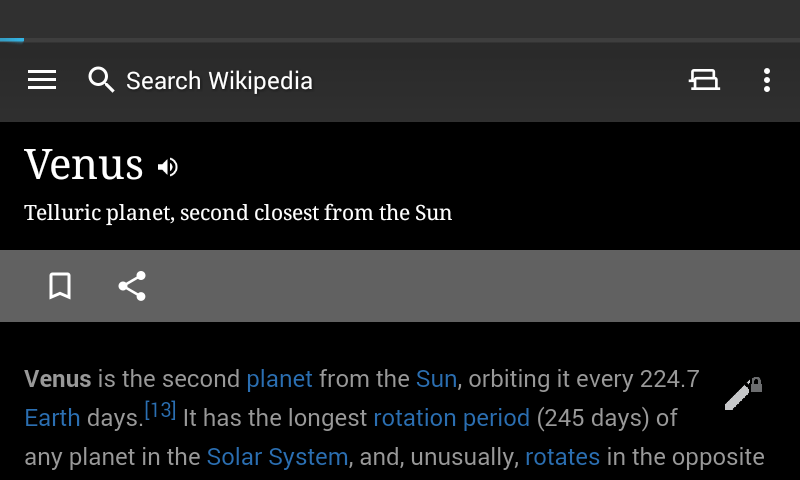 Search Wikipedia
Venus
Telluric planet, second closest from the Sun
Venus is the second planet from the Sun, orbiting it every 224.7
Earth days.[13] It has the longest rotation period (245 days) of
any planet in the Solar System, and, unusually, rotates in the opposite